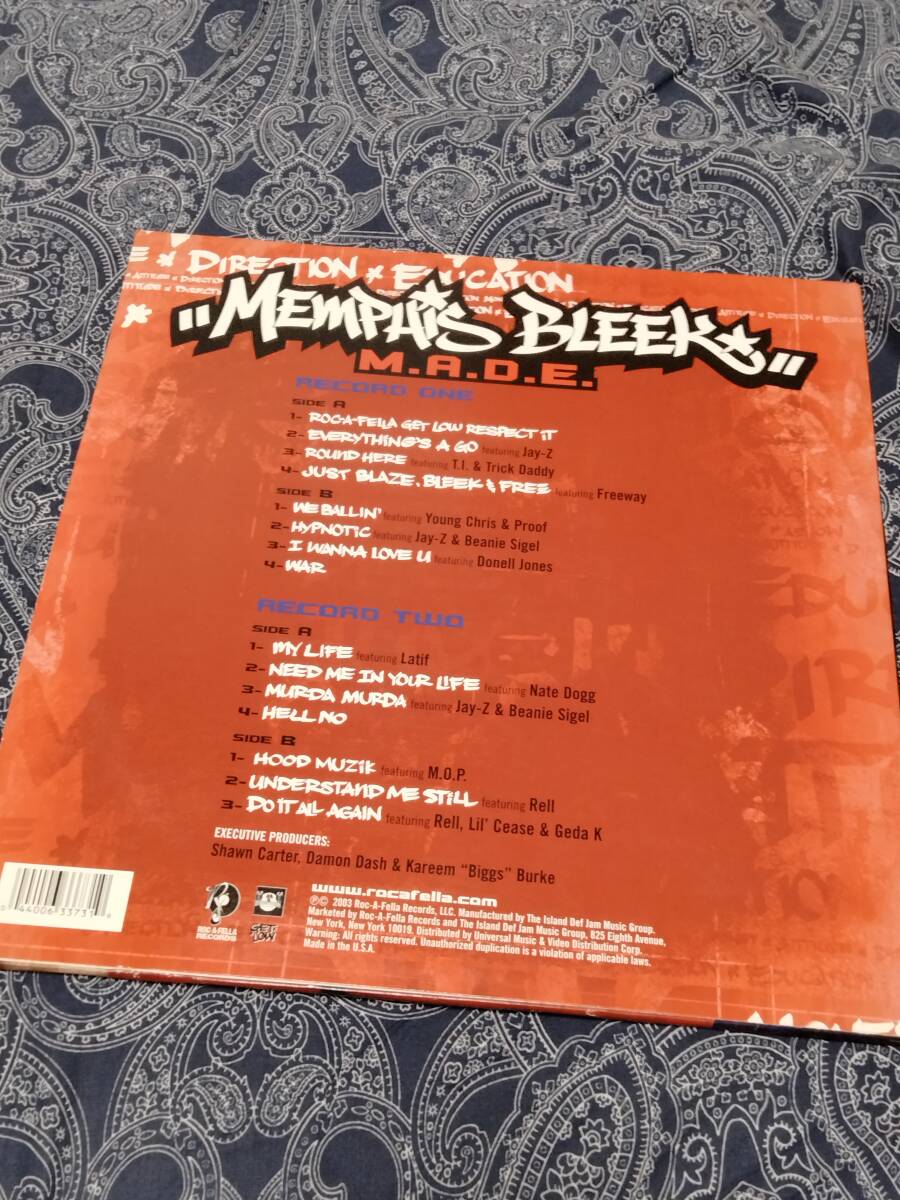 Direction x Education
"Memphis Bleek"
M.A.D.E.
RECORD ONE
SIDE A
1- ROC-A-FELLA GET LOW RESPECT IT
2- EVERYTHING'S A GO featuring Jay-Z
3- ROUND HERE featuring T.I. & Trick Daddy
4- JUST BLAZE, BLEEK & FREE featuring Freeway
SIDE B
1- WE BALLIN' featuring Young Chris & Proof
2- HYPNOTIC featuring Jay-Z & Beanie Sigel
3- I WANNA LOVE U featuring Donell Jones
4- WAR
RECORD TWO
SIDE A
1- MY LIFE featuring Latif
2- NEED ME IN YOUR LIFE featuring Nate Dogg
3- MURDA MURDA featuring Jay-Z & Beanie Sigel
4- HELL NO
SIDE B
1- HOOD MUZIK featuring M.O.P.
2- UNDERSTAND ME STILL featuring Rell
3- DO IT ALL AGAIN featuring Rell, Lil' Cease & Geda K
EXECUTIVE PRODUCERS:
Shawn Carter, Damon Dash & Kareem "Biggs" Burke
www.rocafella.com
℗© 2003 Roc-A-Fella Records, LLC. Manufactured by The Island Def Jam Music Group.
Marketed by Roc-A-Fella Records and The Island Def Jam Music Group, 825 Eighth Avenue,
New York, New York 10019. Distributed by Universal Music & Video Distribution Corp.
Warning: All rights reserved. Unauthorized duplication is a violation of applicable laws.
Made in the U.S.A.
ROC-A-FELLA
RECORDS
GET
LOW
0 44006 33731